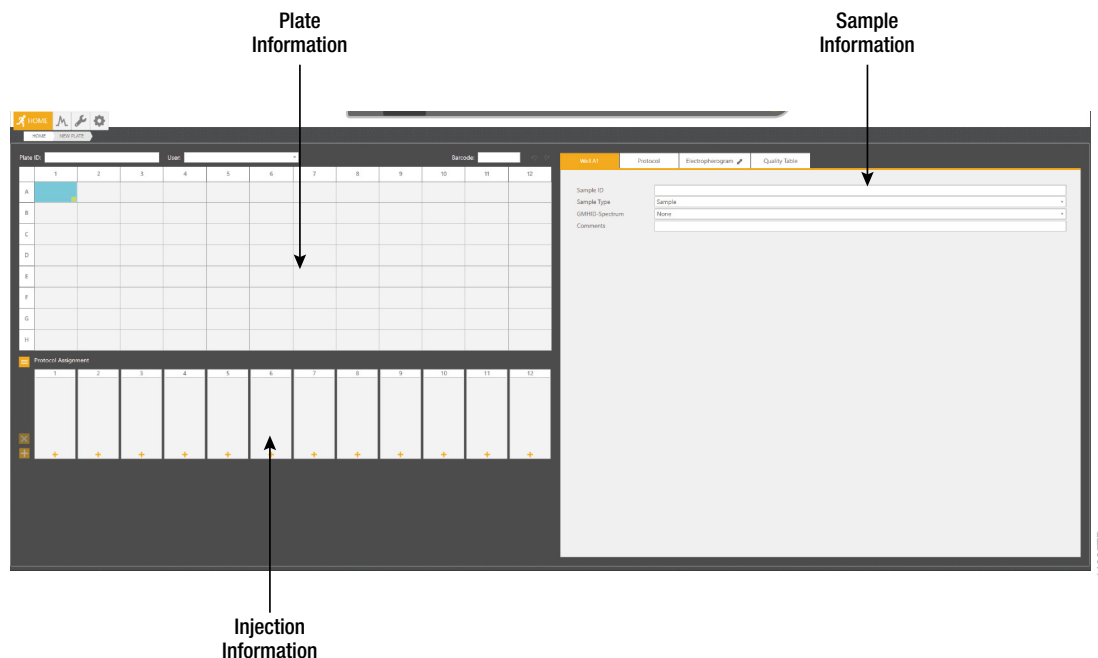 Plate
Information
Sample
Information
HOME
HOME NEW PLATE
Plate ID: User: Barcode:
Well A1 Protocol Electropherogram Quality Table
1 2 3 4 5 6 7 8 9 10 11 12
A
B
C
D
E
F
G
H
Sample ID
Sample Type Sample
GMHID-Spectrum None
Comments
Protocol Assignment
1 2 3 4 5 6 7 8 9 10 11 12
Injection
Information